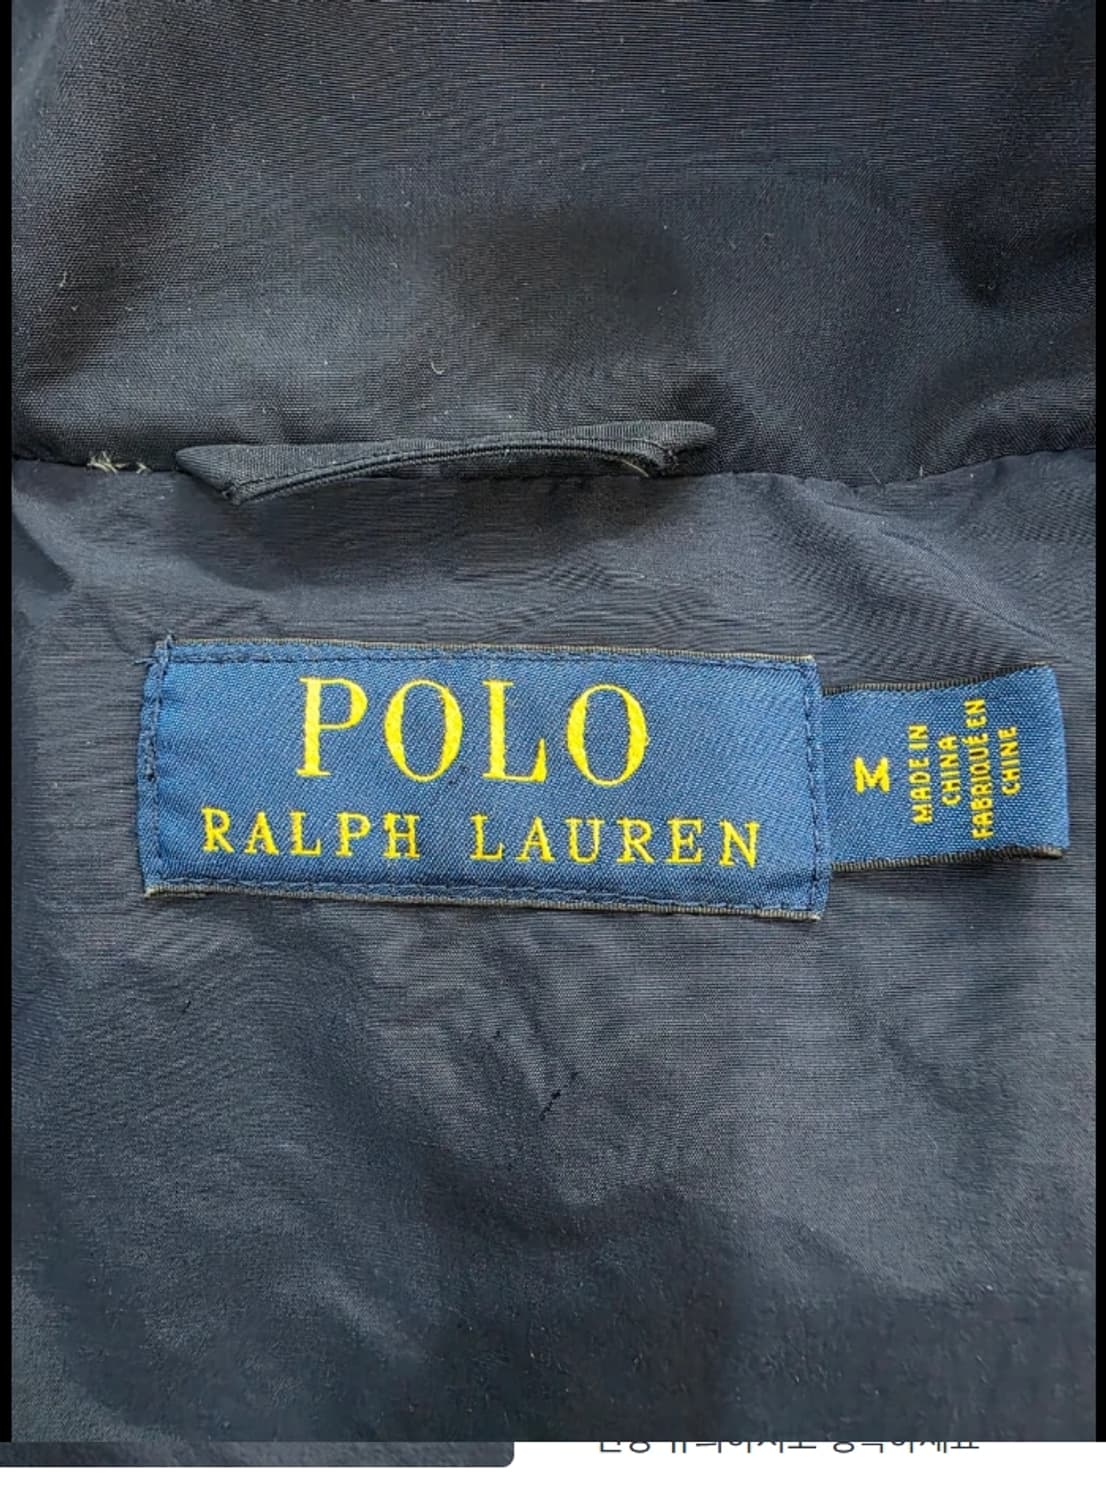 POLO
RALPH LAUREN
M
MADE IN
CHINA
FABRIQUÉ EN
CHINE